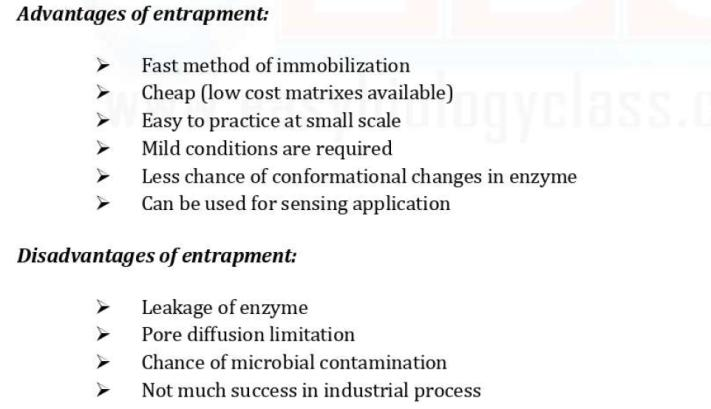 Advantages of entrapment:
➢ Fast method of immobilization
➢ Cheap (low cost matrixes available)
➢ Easy to practice at small scale
➢ Mild conditions are required
➢ Less chance of conformational changes in enzyme
➢ Can be used for sensing application
Disadvantages of entrapment:
➢ Leakage of enzyme
➢ Pore diffusion limitation
➢ Chance of microbial contamination
➢ Not much success in industrial process